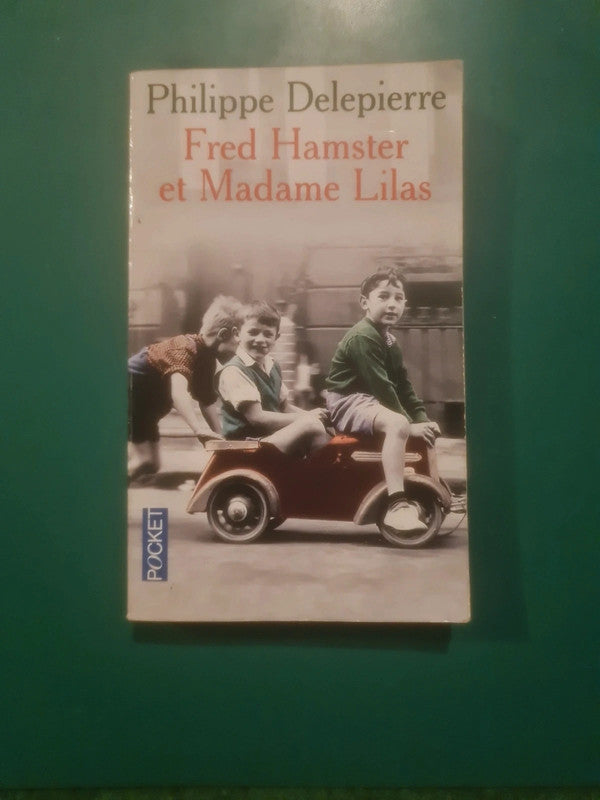 Philippe Delepierre
Fred Hamster
et Madame Lilas
POCKET